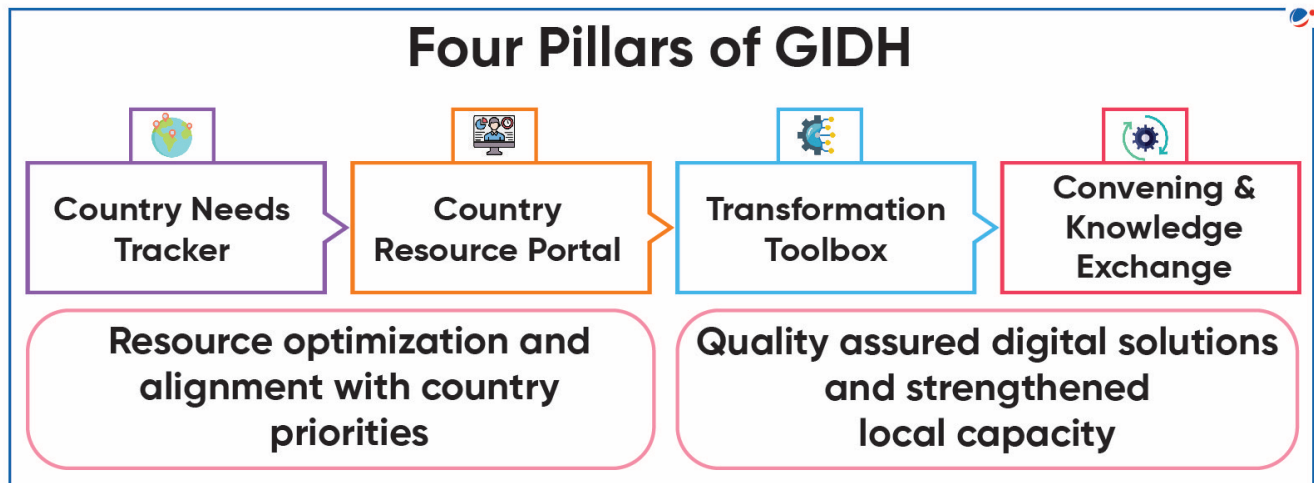 Four Pillars of GIDH
Country Needs
Tracker
Country
Resource Portal
Transformation
Toolbox
Convening &
Knowledge
Exchange
Resource optimization and
alignment with country
priorities
Quality assured digital solutions
and strengthened
local capacity